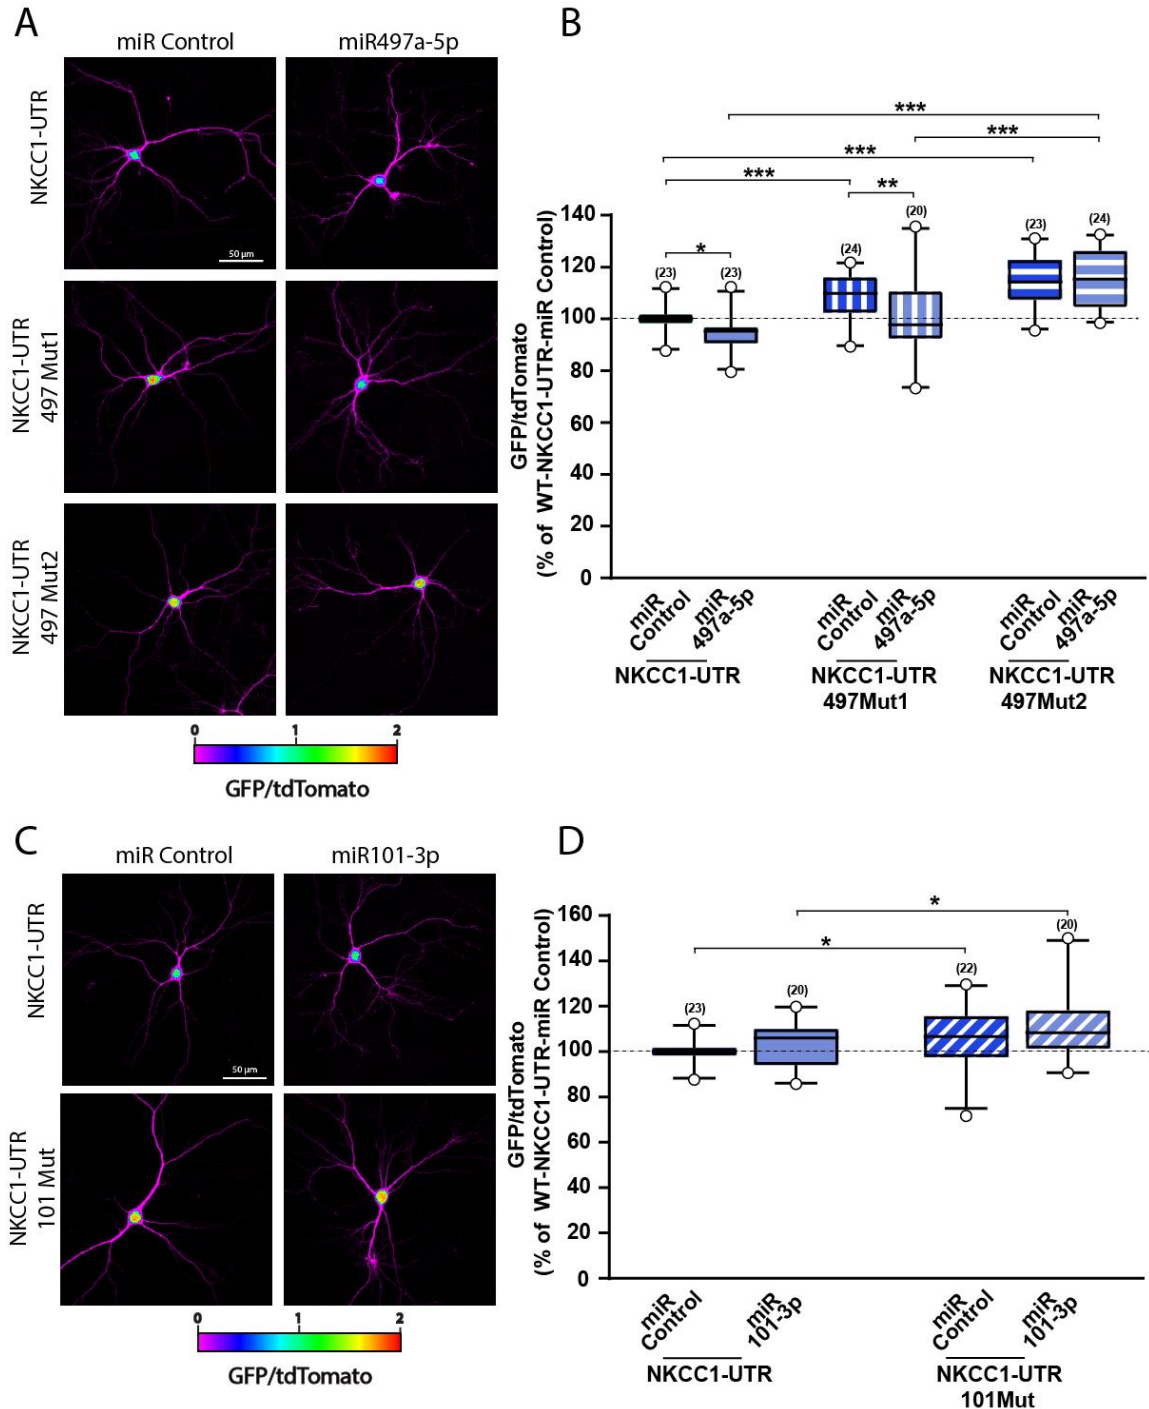 A
miR Control
miR497a-5p
NKCC1-UTR
50 µm
NKCC1-UTR
497 Mut1
NKCC1-UTR
497 Mut2
0 1 2
GFP/tdTomato
B
***
***
***
***
**
*
(23)
(23)
(24)
(20)
(23)
(24)
GFP/tdTomato
(% of WT-NKCC1-UTR-miR Control)
140
120
100
80
60
40
20
0
miR
Control
miR
497a-5p
miR
Control
miR
497a-5p
miR
Control
miR
497a-5p
NKCC1-UTR
NKCC1-UTR
497Mut1
NKCC1-UTR
497Mut2
C
miR Control
miR101-3p
NKCC1-UTR
50 µm
NKCC1-UTR
101 Mut
0 1 2
GFP/tdTomato
D
*
*
(23)
(20)
(22)
(20)
GFP/tdTomato
(% of WT-NKCC1-UTR-miR Control)
160
140
120
100
80
60
40
20
0
miR
Control
miR
101-3p
miR
Control
miR
101-3p
NKCC1-UTR
NKCC1-UTR
101Mut